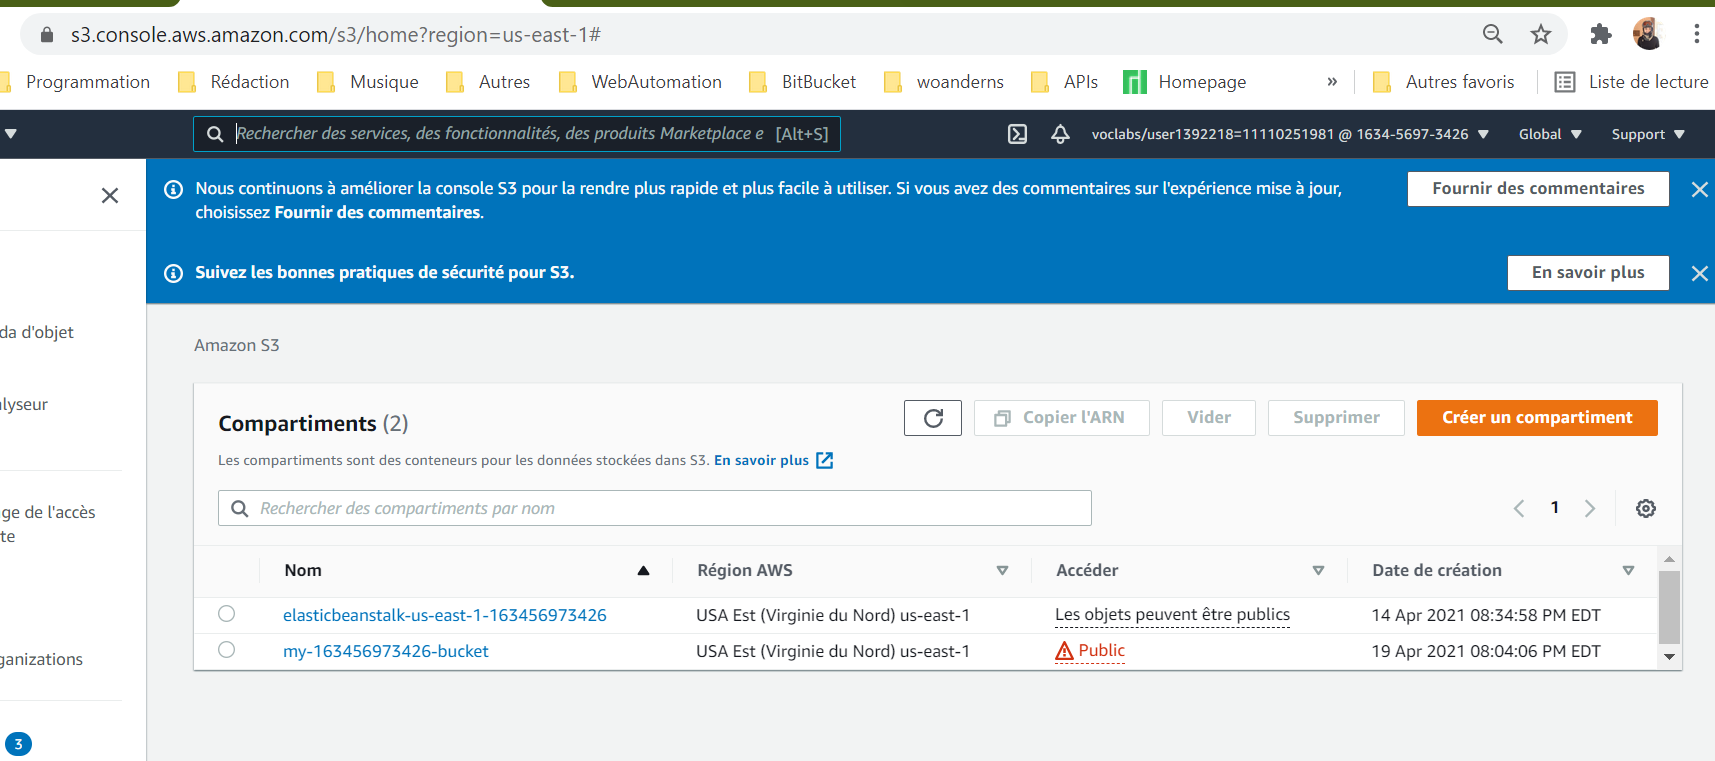 s3.console.aws.amazon.com/s3/home?region=us-east-1#
Programmation Rédaction Musique Autres WebAutomation BitBucket woanderns APIs Homepage » Autres favoris Liste de lecture
Rechercher des services, des fonctionnalités, des produits Marketplace e [Alt+S] voclabs/user1392218=11110251981 @ 1634-5697-3426 Global Support
Nous continuons à améliorer la console S3 pour la rendre plus rapide et plus facile à utiliser. Si vous avez des commentaires sur l'expérience mise à jour,
choisissez Fournir des commentaires.
Fournir des commentaires
Suivez les bonnes pratiques de sécurité pour S3.
En savoir plus
da d'objet
lyseur
ge de l'accès
te
ganizations
3
Amazon S3
Compartiments (2)
Copier l'ARN Vider Supprimer Créer un compartiment
Les compartiments sont des conteneurs pour les données stockées dans S3. En savoir plus
Rechercher des compartiments par nom
1
Nom Région AWS Accéder Date de création
elasticbeanstalk-us-east-1-163456973426 USA Est (Virginie du Nord) us-east-1 Les objets peuvent être publics 14 Apr 2021 08:34:58 PM EDT
my-163456973426-bucket USA Est (Virginie du Nord) us-east-1 Public 19 Apr 2021 08:04:06 PM EDT